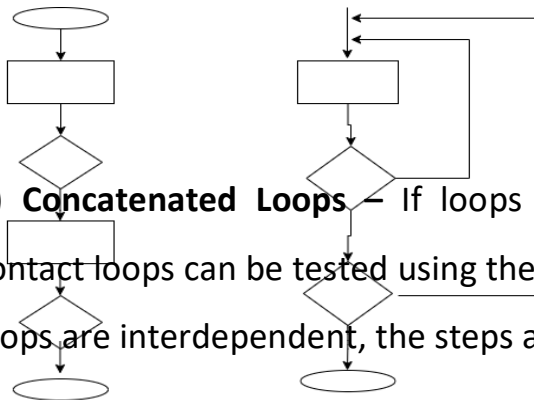 ) Concatenated Loops – If loops
ontact loops can be tested using the
ops are interdependent, the steps a